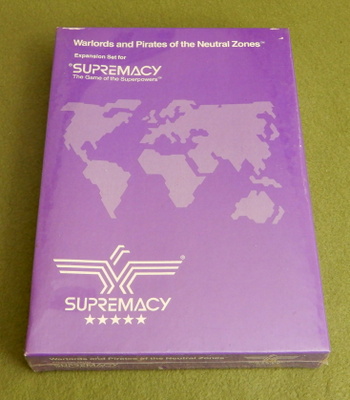 Warlords and Pirates of the Neutral Zones™
Expansion Set for
®SUPREMACY
The Game of the Superpowers™
®
SUPREMACY
Warlords and Pirates of the Neutral Zones
SUPREMACY